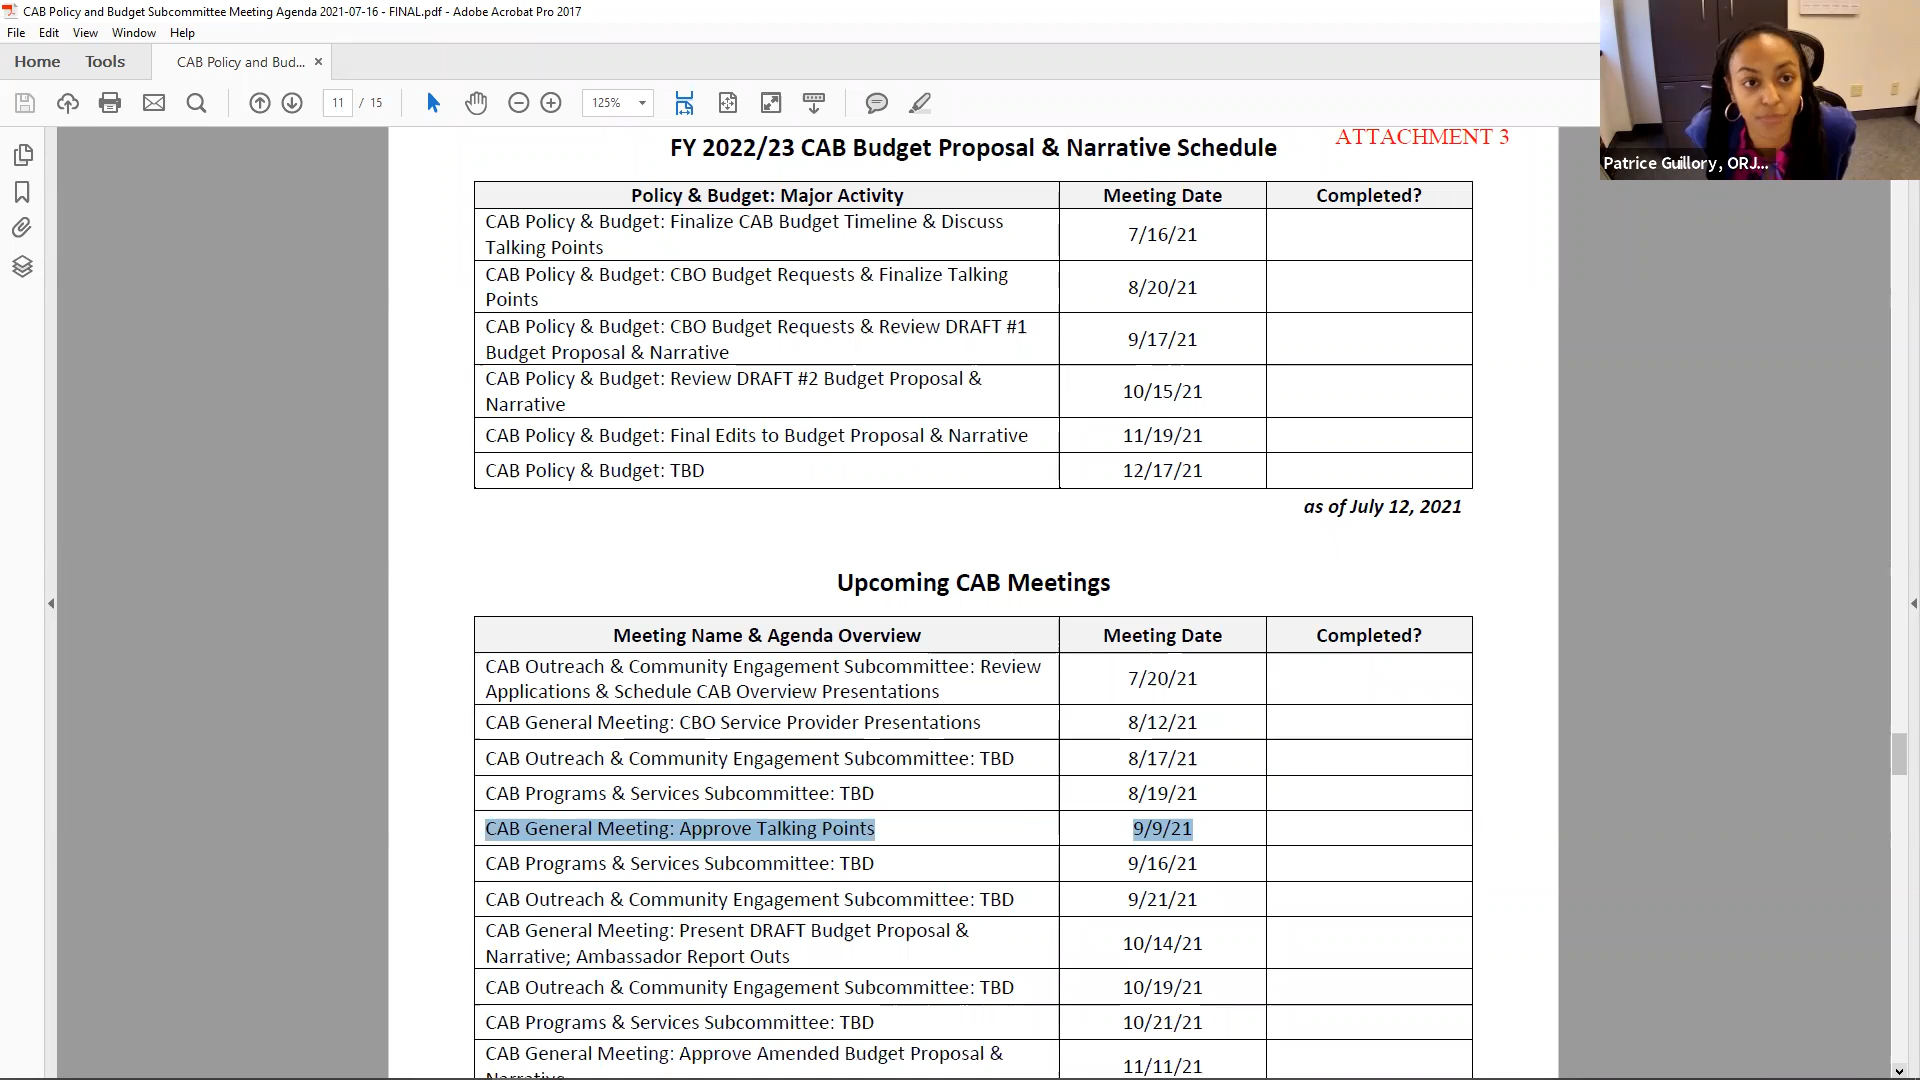 CAB Policy and Budget Subcommittee Meeting Agenda 2021-07-16 - FINAL.pdf - Adobe Acrobat Pro 2017
File Edit View Window Help
Home Tools CAB Policy and Bud... ×
11 / 15 125%
Patrice Guillory, ORJ...
ATTACHMENT 3
FY 2022/23 CAB Budget Proposal & Narrative Schedule
Policy & Budget: Major Activity Meeting Date Completed?
CAB Policy & Budget: Finalize CAB Budget Timeline & Discuss
Talking Points
7/16/21
CAB Policy & Budget: CBO Budget Requests & Finalize Talking
Points
8/20/21
CAB Policy & Budget: CBO Budget Requests & Review DRAFT #1
Budget Proposal & Narrative
9/17/21
CAB Policy & Budget: Review DRAFT #2 Budget Proposal &
Narrative
10/15/21
CAB Policy & Budget: Final Edits to Budget Proposal & Narrative 11/19/21
CAB Policy & Budget: TBD 12/17/21
as of July 12, 2021
Upcoming CAB Meetings
Meeting Name & Agenda Overview Meeting Date Completed?
CAB Outreach & Community Engagement Subcommittee: Review
Applications & Schedule CAB Overview Presentations
7/20/21
CAB General Meeting: CBO Service Provider Presentations 8/12/21
CAB Outreach & Community Engagement Subcommittee: TBD 8/17/21
CAB Programs & Services Subcommittee: TBD 8/19/21
CAB General Meeting: Approve Talking Points 9/9/21
CAB Programs & Services Subcommittee: TBD 9/16/21
CAB Outreach & Community Engagement Subcommittee: TBD 9/21/21
CAB General Meeting: Present DRAFT Budget Proposal &
Narrative; Ambassador Report Outs
10/14/21
CAB Outreach & Community Engagement Subcommittee: TBD 10/19/21
CAB Programs & Services Subcommittee: TBD 10/21/21
CAB General Meeting: Approve Amended Budget Proposal &
11/11/21